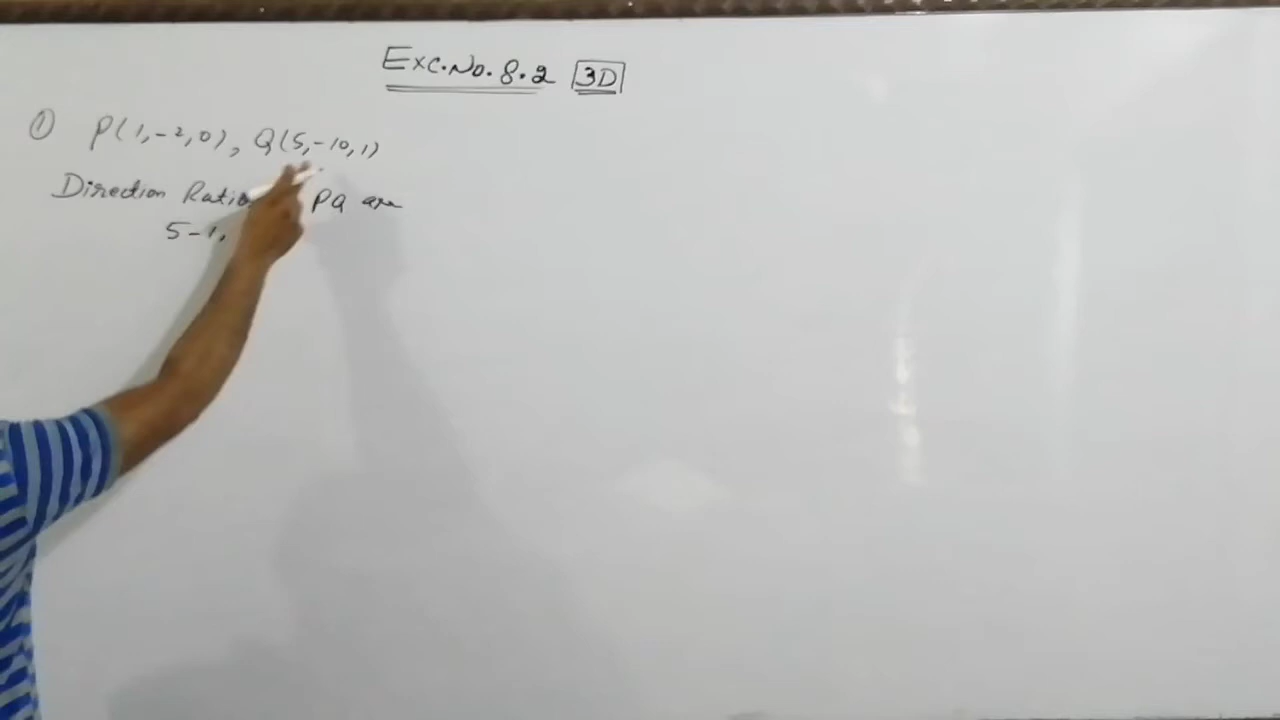 Exc.No. 8.2 3D
① P(1,-2,0), Q(5,-10,1)
Direction Ratio PQ are
5-1,